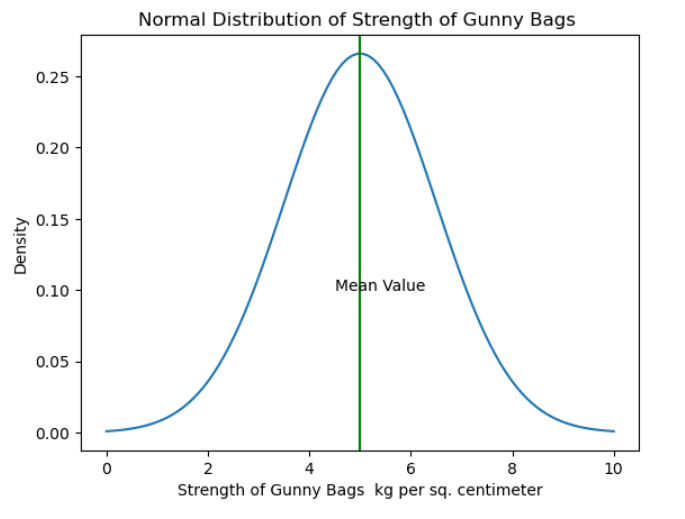 Normal Distribution of Strength of Gunny Bags
0.25
0.20
0.15
0.10
0.05
0.00
Density
Mean Value
0 2 4 6 8 10
Strength of Gunny Bags  kg per sq. centimeter